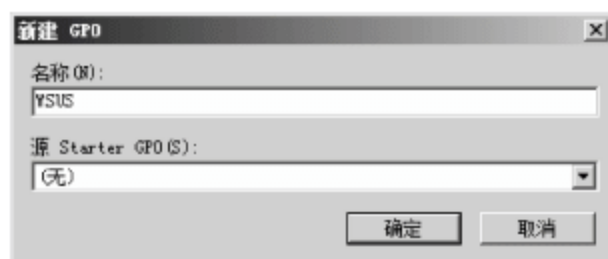 新建 GPO
名称(N):
WSUS
源 Starter GPO(S):
(无)
确定
取消